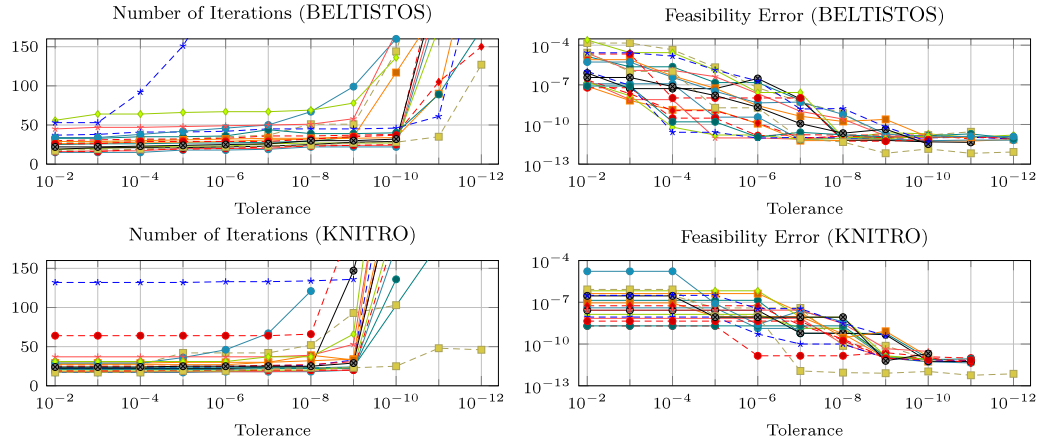 Number of Iterations (BELTISTOS)
150
100
50
0
10⁻² 10⁻⁴ 10⁻⁶ 10⁻⁸ 10⁻¹⁰ 10⁻¹²
Tolerance
Feasibility Error (BELTISTOS)
10⁻⁴
10⁻⁷
10⁻¹⁰
10⁻¹³
10⁻² 10⁻⁴ 10⁻⁶ 10⁻⁸ 10⁻¹⁰ 10⁻¹²
Tolerance
Number of Iterations (KNITRO)
150
100
50
0
10⁻² 10⁻⁴ 10⁻⁶ 10⁻⁸ 10⁻¹⁰ 10⁻¹²
Tolerance
Feasibility Error (KNITRO)
10⁻⁴
10⁻⁷
10⁻¹⁰
10⁻¹³
10⁻² 10⁻⁴ 10⁻⁶ 10⁻⁸ 10⁻¹⁰ 10⁻¹²
Tolerance